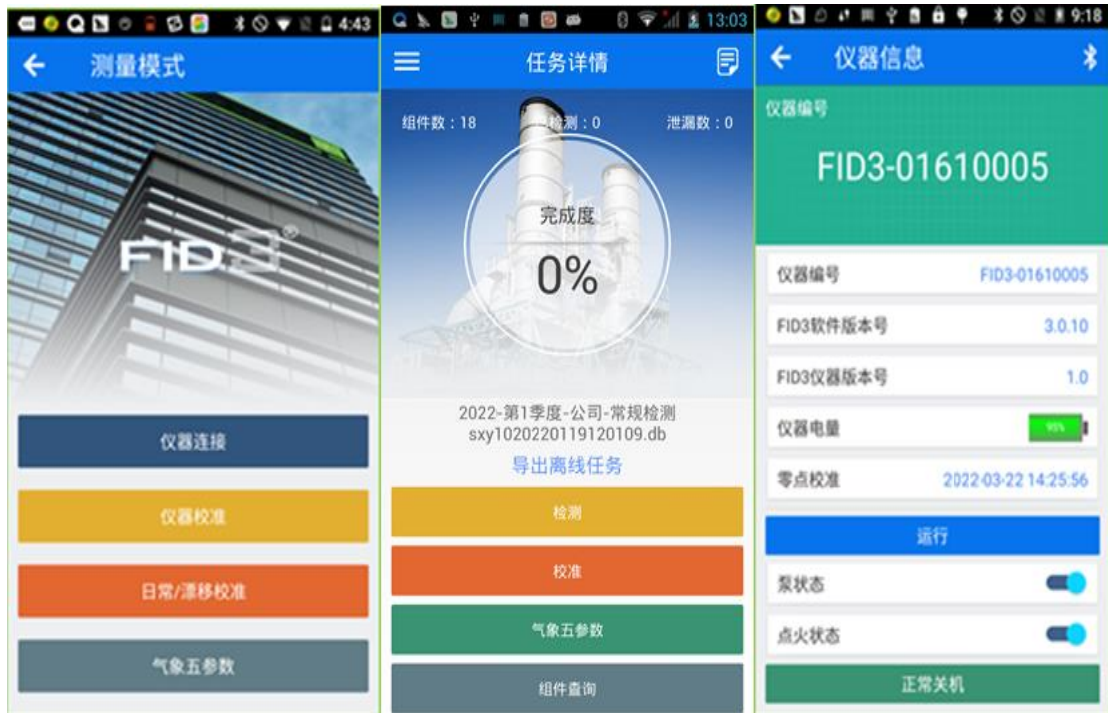 4:43
测量模式
FID3®
仪器连接
仪器校准
日常/漂移校准
气象五参数
13:03
任务详情
组件数：18
检测：0
泄漏数：0
完成度
0%
2022-第1季度-公司-常规检测
sxy1020220119120109.db
导出离线任务
检测
校准
气象五参数
组件查询
9:18
仪器信息
仪器编号
FID3-01610005
仪器编号 FID3-01610005
FID3软件版本号 3.0.10
FID3仪器版本号 1.0
仪器电量 95%
零点校准 2022-03-22 14:25:56
运行
泵状态
点火状态
正常关机